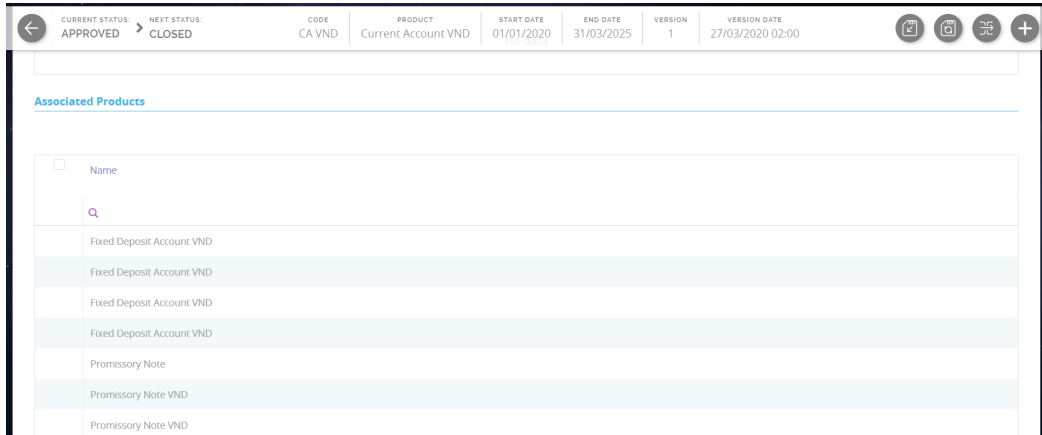 CURRENT STATUS:
APPROVED
NEXT STATUS:
CLOSED
CODE
CA VND
PRODUCT
Current Account VND
START DATE
01/01/2020
END DATE
31/03/2025
VERSION
1
VERSION DATE
27/03/2020 02:00
No data
Associated Products
Name
Fixed Deposit Account VND
Fixed Deposit Account VND
Fixed Deposit Account VND
Fixed Deposit Account VND
Promissory Note
Promissory Note VND
Promissory Note VND